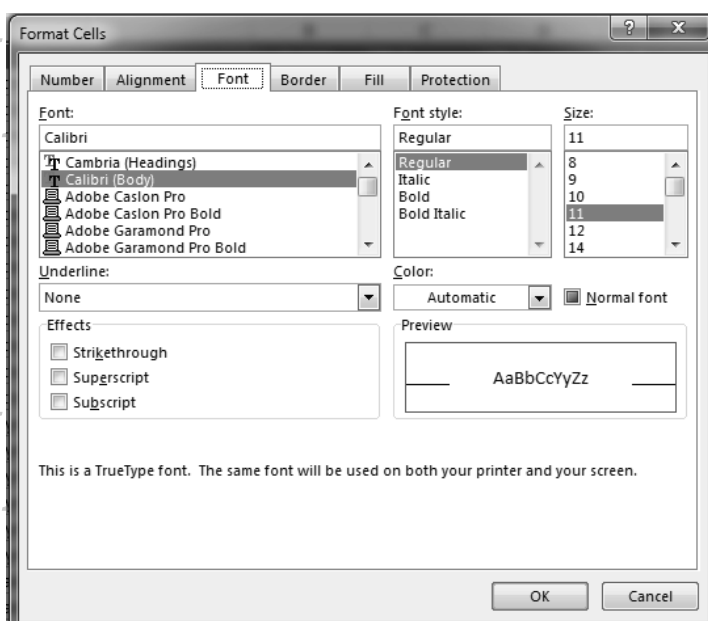 Format Cells
Number Alignment Font Border Fill Protection
Font: Font style: Size:
Calibri Regular 11
Cambria (Headings) Regular 8
Calibri (Body) Italic 9
Adobe Caslon Pro Bold 10
Adobe Caslon Pro Bold Bold Italic 11
Adobe Garamond Pro 12
Adobe Garamond Pro Bold 14
Underline: Color:
None Automatic Normal font
Effects Preview
Strikethrough
Superscript AaBbCcYyZz
Subscript
This is a TrueType font. The same font will be used on both your printer and your screen.
OK Cancel